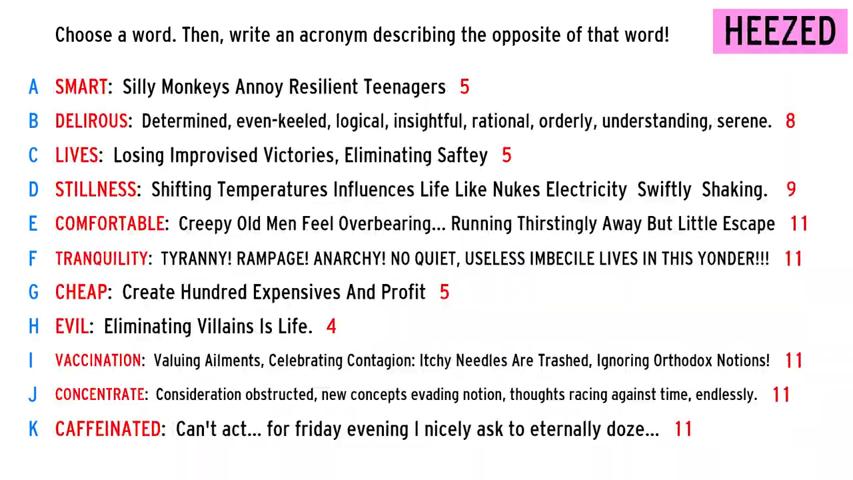 Choose a word. Then, write an acronym describing the opposite of that word!
HEEZED
A SMART: Silly Monkeys Annoy Resilient Teenagers 5
B DELIROUS: Determined, even-keeled, logical, insightful, rational, orderly, understanding, serene. 8
C LIVES: Losing Improvised Victories, Eliminating Saftey 5
D STILLNESS: Shifting Temperatures Influences Life Like Nukes Electricity Swiftly Shaking. 9
E COMFORTABLE: Creepy Old Men Feel Overbearing... Running Thirstingly Away But Little Escape 11
F TRANQUILITY: TYRANNY! RAMPAGE! ANARCHY! NO QUIET, USELESS IMBECILE LIVES IN THIS YONDER!!! 11
G CHEAP: Create Hundred Expensives And Profit 5
H EVIL: Eliminating Villains Is Life. 4
I VACCINATION: Valuing Ailments, Celebrating Contagion: Itchy Needles Are Trashed, Ignoring Orthodox Notions! 11
J CONCENTRATE: Consideration obstructed, new concepts evading notion, thoughts racing against time, endlessly. 11
K CAFFEINATED: Can't act... for friday evening I nicely ask to eternally doze... 11